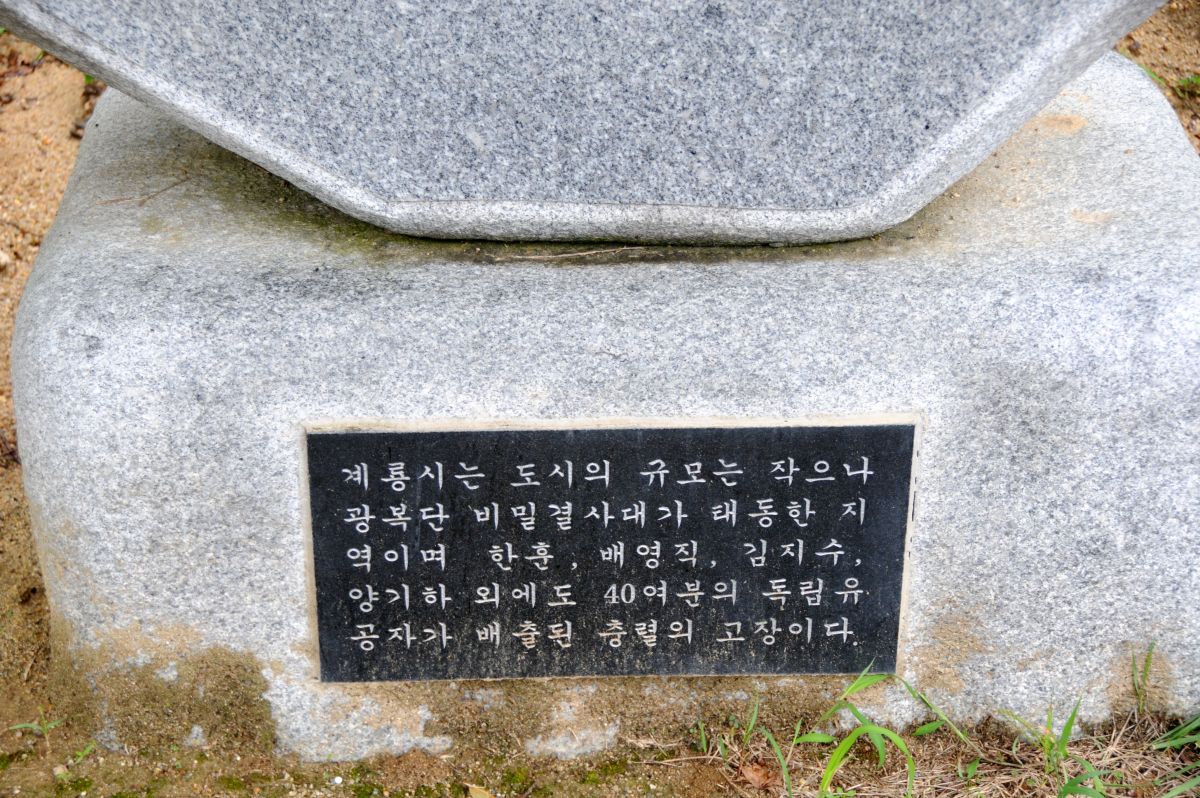 계룡시는 도시의 규모는 작으나
광복단 비밀결사대가 태동한 지
역이며 한훈, 배영직, 김지수,
양기하 외에도 40여분의 독립유
공자가 배출된 충렬의 고장이다.